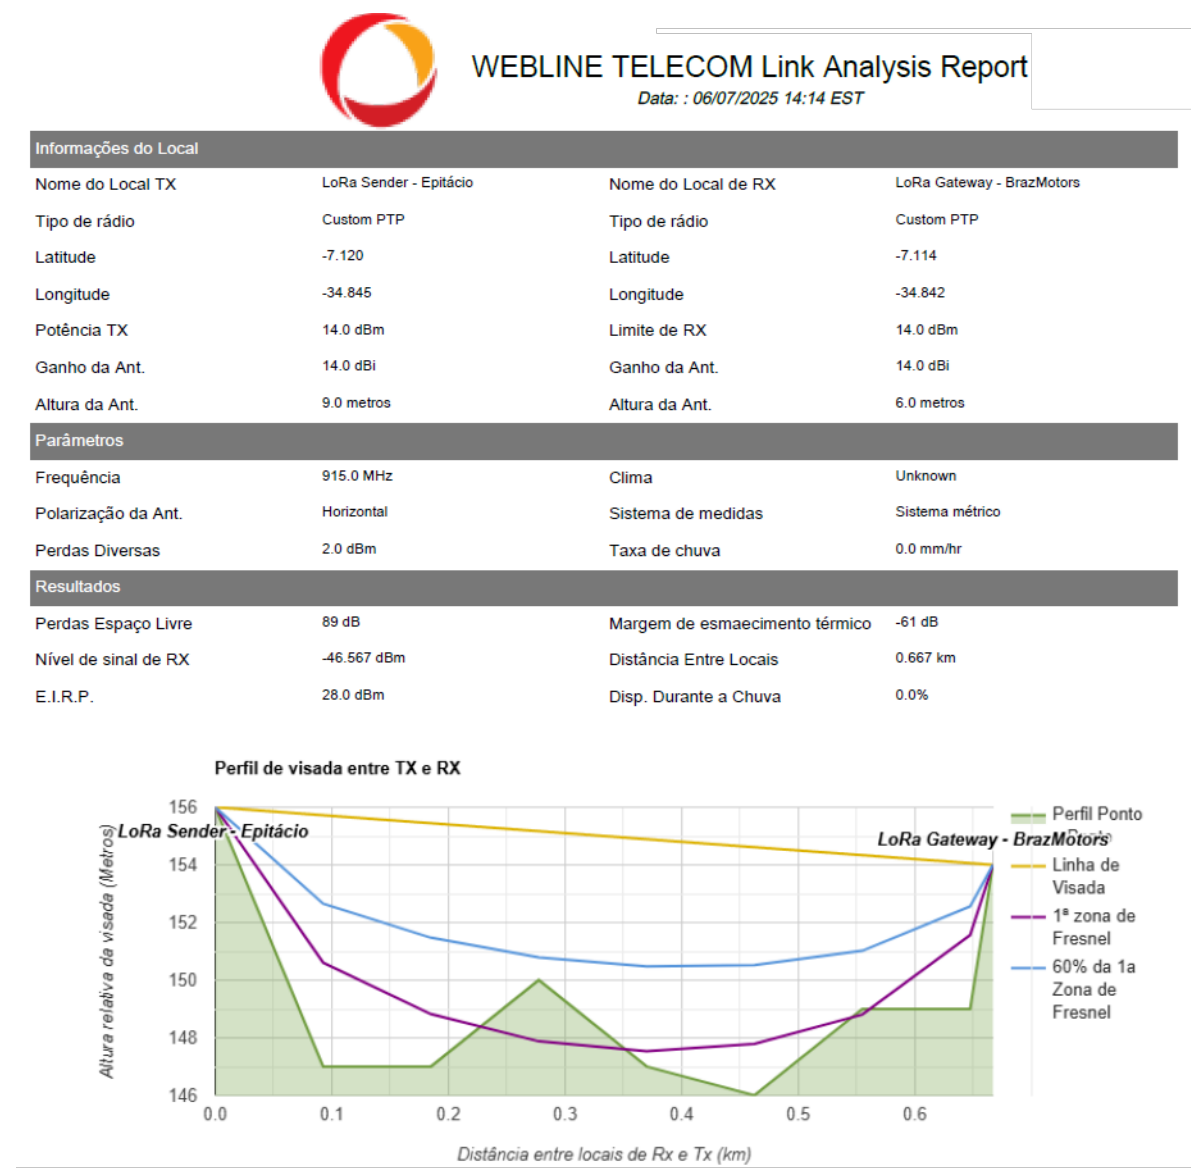 WEBLINE TELECOM Link Analysis Report
Data: : 06/07/2025 14:14 EST
Informações do Local
Nome do Local TX LoRa Sender - Epitácio Nome do Local de RX LoRa Gateway - BrazMotors
Tipo de rádio Custom PTP Tipo de rádio Custom PTP
Latitude -7.120 Latitude -7.114
Longitude -34.845 Longitude -34.842
Potência TX 14.0 dBm Limite de RX 14.0 dBm
Ganho da Ant. 14.0 dBi Ganho da Ant. 14.0 dBi
Altura da Ant. 9.0 metros Altura da Ant. 6.0 metros
Parâmetros
Frequência 915.0 MHz Clima Unknown
Polarização da Ant. Horizontal Sistema de medidas Sistema métrico
Perdas Diversas 2.0 dBm Taxa de chuva 0.0 mm/hr
Resultados
Perdas Espaço Livre 89 dB Margem de esmaecimento térmico -61 dB
Nível de sinal de RX -46.567 dBm Distância Entre Locais 0.667 km
E.I.R.P. 28.0 dBm Disp. Durante a Chuva 0.0%
Perfil de visada entre TX e RX
Altura relativa da visada (Metros)
156
154
152
150
148
146
LoRa Sender - Epitácio
LoRa Gateway - BrazMotors
Perfil Ponto
Linha de
Visada
1ª zona de
Fresnel
60% da 1a
Zona de
Fresnel
0.0 0.1 0.2 0.3 0.4 0.5 0.6
Distância entre locais de Rx e Tx (km)